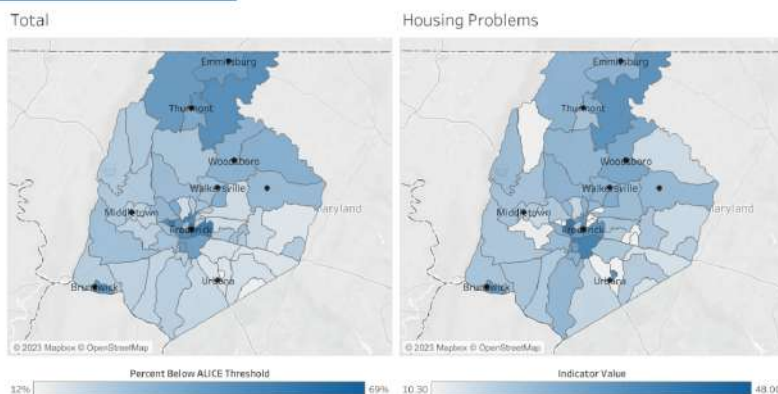 Total
Housing Problems
Emmitsburg
Thurmont
Woodsboro
Walkersville
Middletown
Maryland
Frederick
Urbana
Brunswick
© 2023 Mapbox © OpenStreetMap
Emmitsburg
Thurmont
Woodsboro
Walkersville
Middletown
Maryland
Frederick
Urbana
Brunswick
© 2023 Mapbox © OpenStreetMap
Percent Below ALICE Threshold
12% 69%
Indicator Value
10.30 48.00